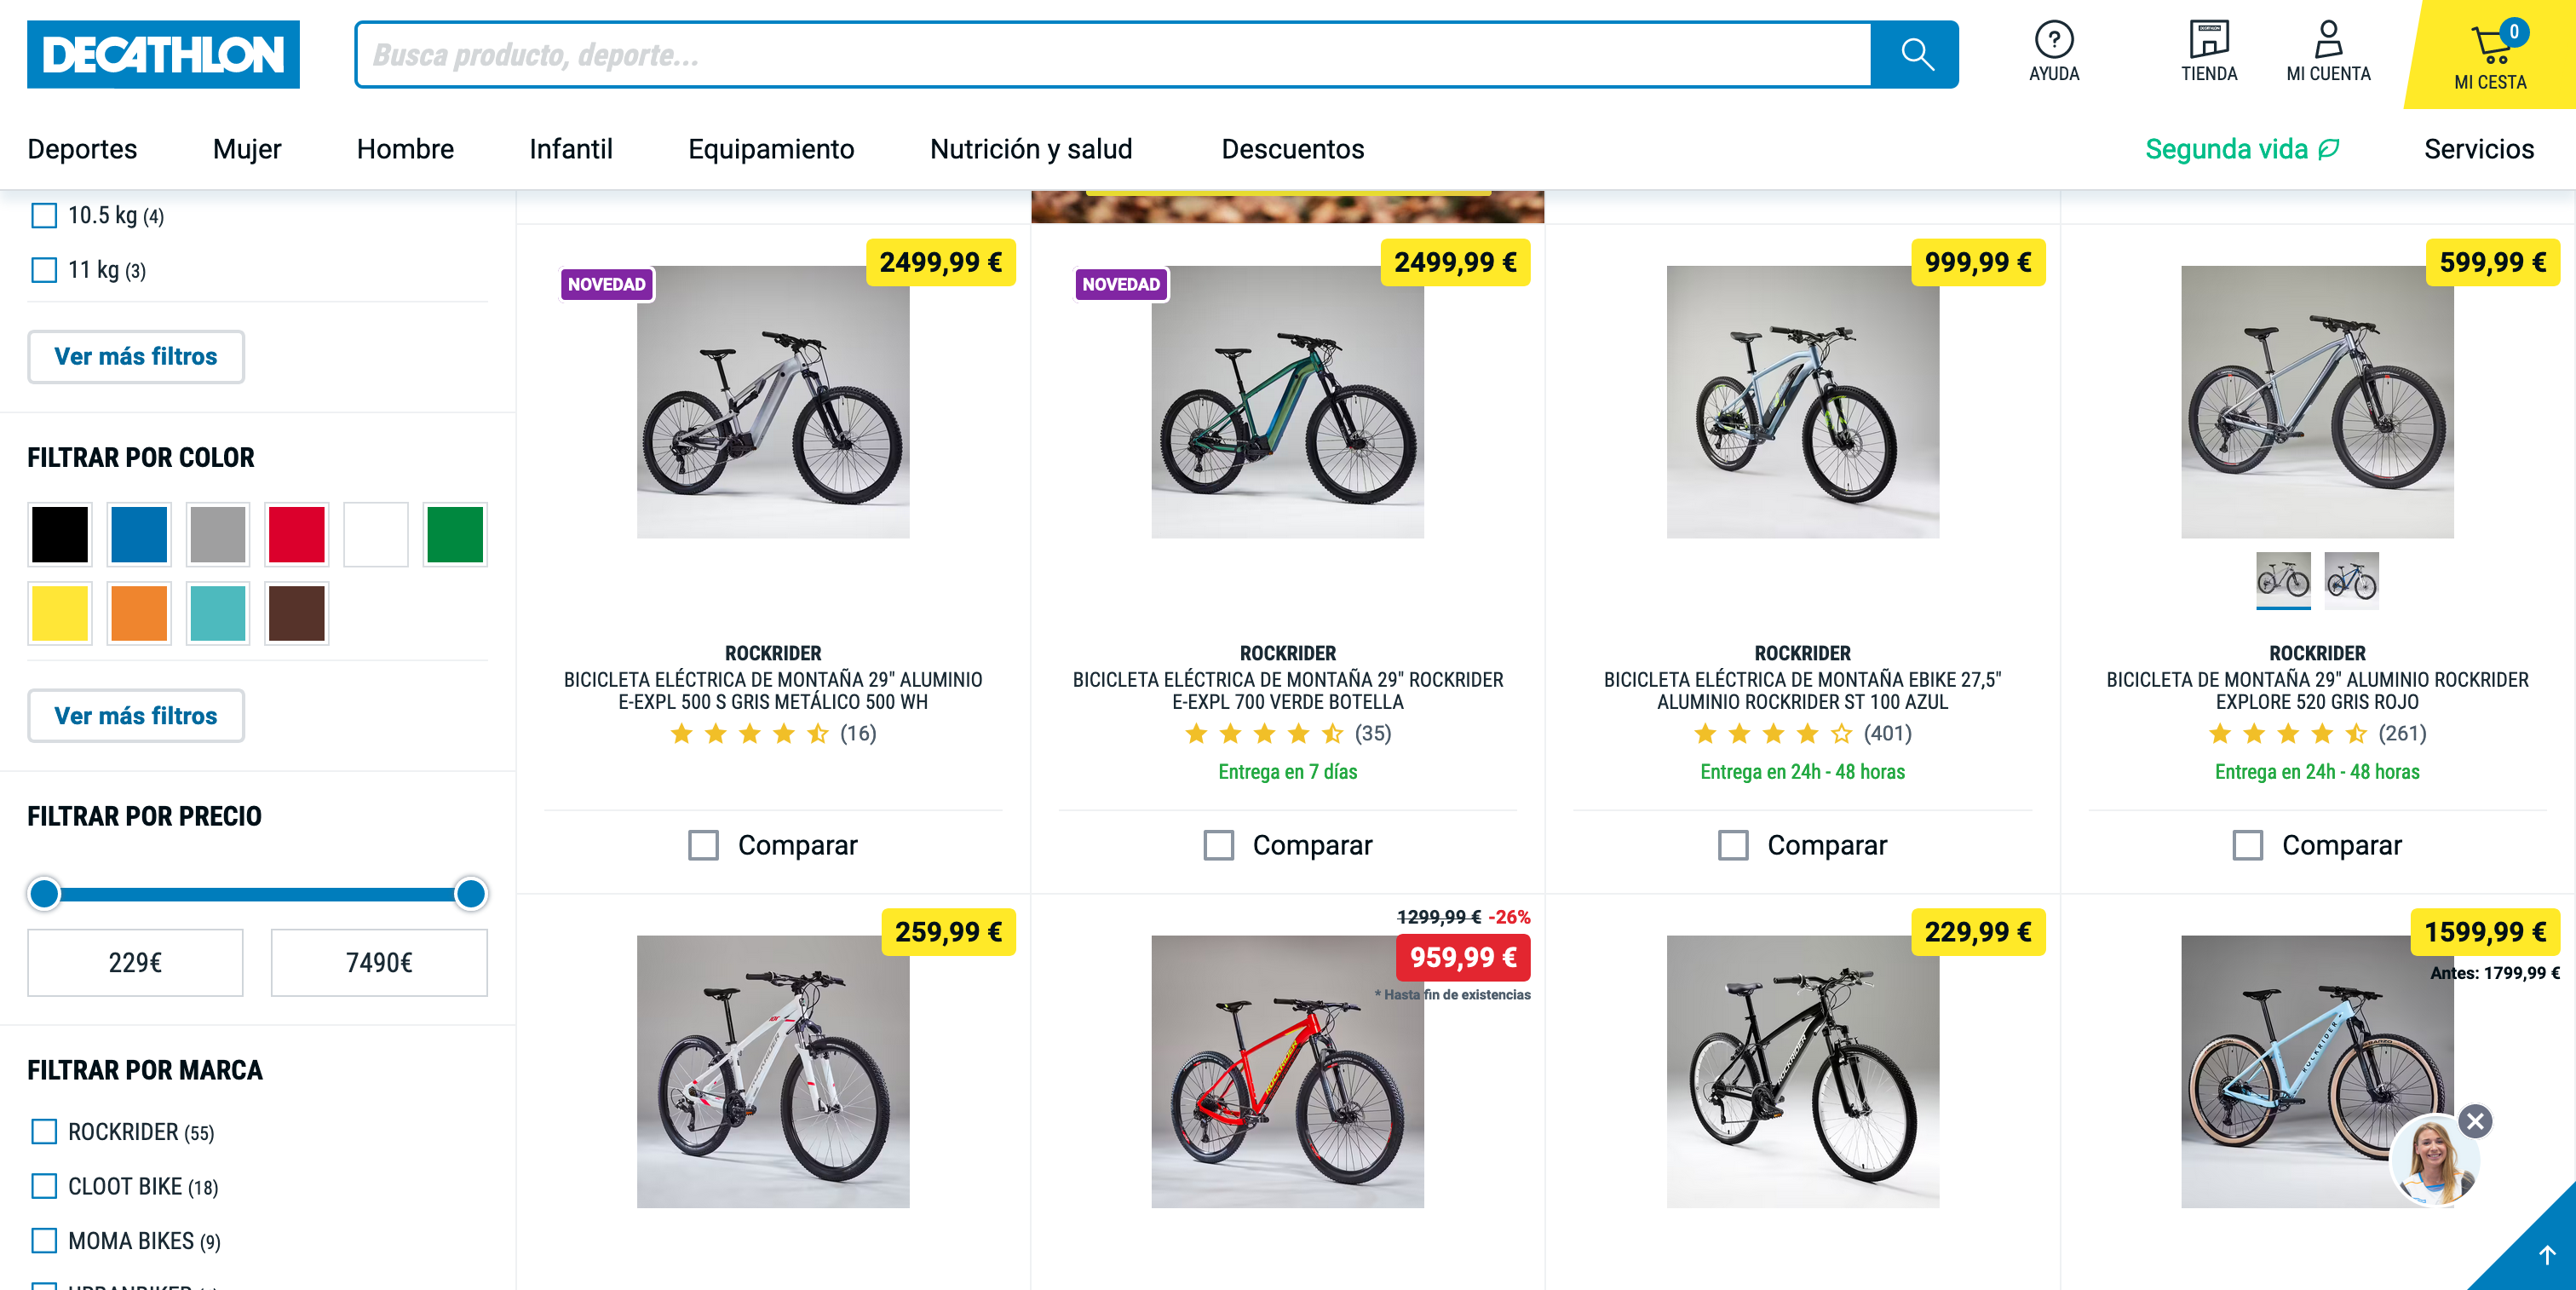 DECATHLON
Busca producto, deporte...
AYUDA
TIENDA
MI CUENTA
0
MI CESTA
Deportes
Mujer
Hombre
Infantil
Equipamiento
Nutrición y salud
Descuentos
Segunda vida
Servicios
10.5 kg (4)
11 kg (3)
Ver más filtros
FILTRAR POR COLOR
Ver más filtros
FILTRAR POR PRECIO
229€
7490€
FILTRAR POR MARCA
ROCKRIDER (55)
CLOOT BIKE (18)
MOMA BIKES (9)
NOVEDAD
2499,99 €
ROCKRIDER
BICICLETA ELÉCTRICA DE MONTAÑA 29" ALUMINIO
E-EXPL 500 S GRIS METÁLICO 500 WH
(16)
Comparar
NOVEDAD
2499,99 €
ROCKRIDER
BICICLETA ELÉCTRICA DE MONTAÑA 29" ROCKRIDER
E-EXPL 700 VERDE BOTELLA
(35)
Entrega en 7 días
Comparar
999,99 €
ROCKRIDER
BICICLETA ELÉCTRICA DE MONTAÑA EBIKE 27,5"
ALUMINIO ROCKRIDER ST 100 AZUL
(401)
Entrega en 24h - 48 horas
Comparar
599,99 €
ROCKRIDER
BICICLETA DE MONTAÑA 29" ALUMINIO ROCKRIDER
EXPLORE 520 GRIS ROJO
(261)
Entrega en 24h - 48 horas
Comparar
259,99 €
1299,99 € -26%
959,99 €
* Hasta fin de existencias
ROCKRIDER
229,99 €
1599,99 €
Antes: 1799,99 €
ROCKRIDER